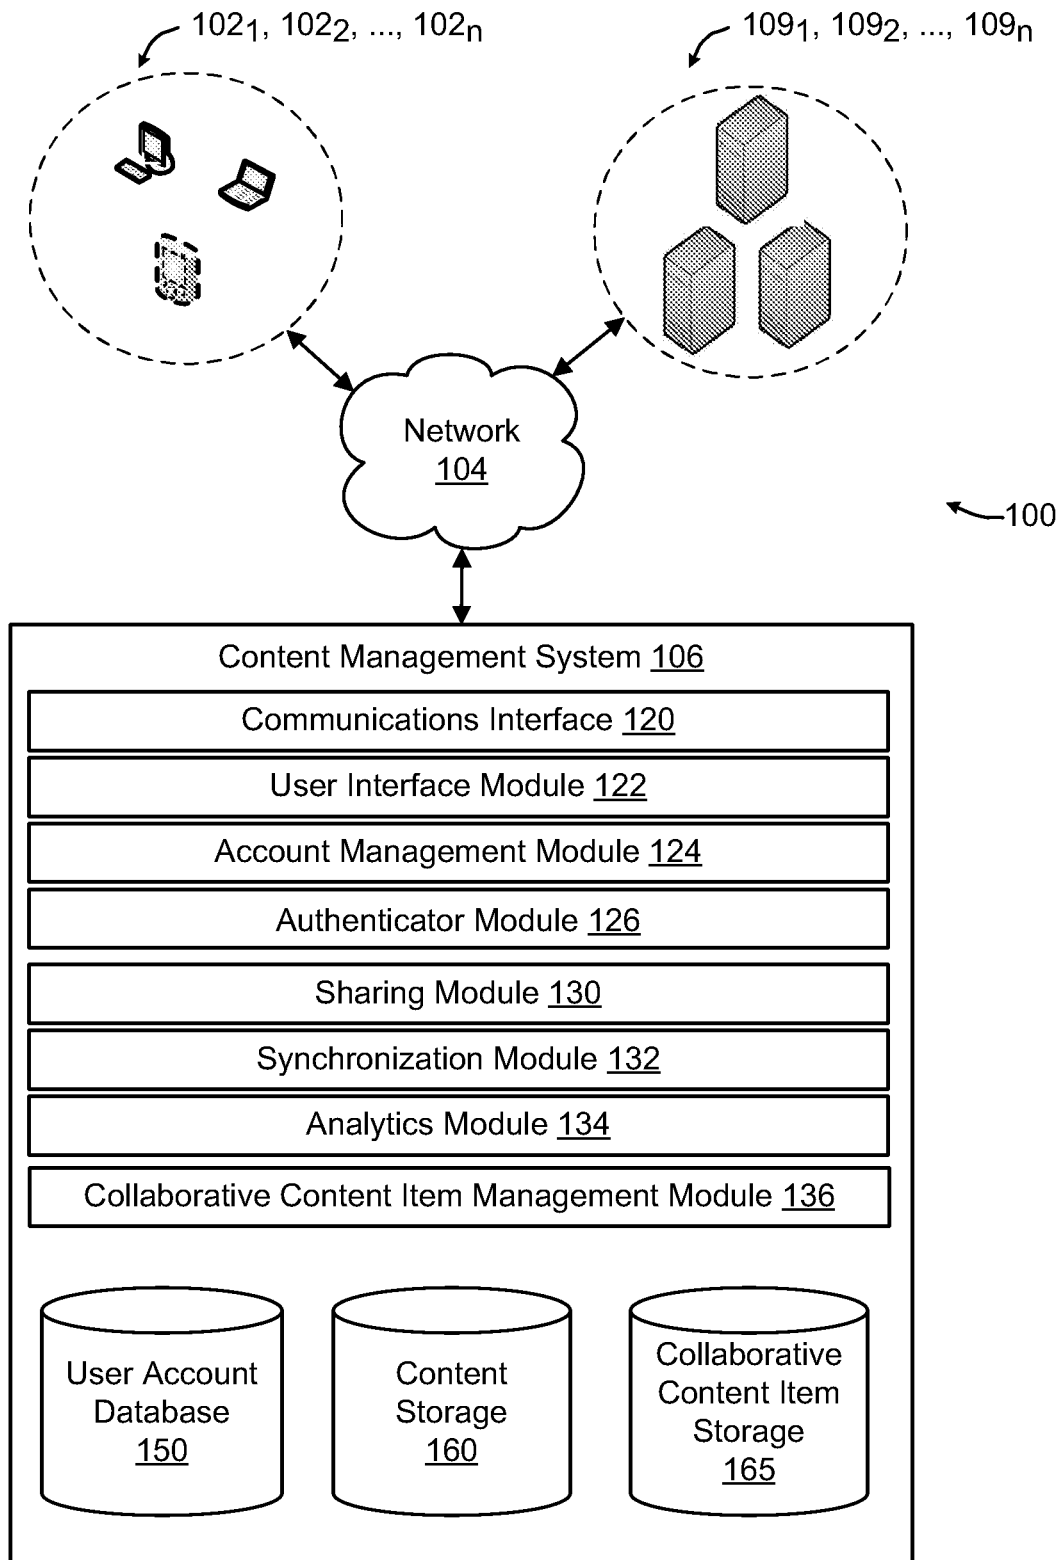 102₁, 102₂, ..., 102ₙ
109₁, 109₂, ..., 109ₙ
Network
104
100
Content Management System 106
Communications Interface 120
User Interface Module 122
Account Management Module 124
Authenticator Module 126
Sharing Module 130
Synchronization Module 132
Analytics Module 134
Collaborative Content Item Management Module 136
User Account
Database
150
Content
Storage
160
Collaborative
Content Item
Storage
165